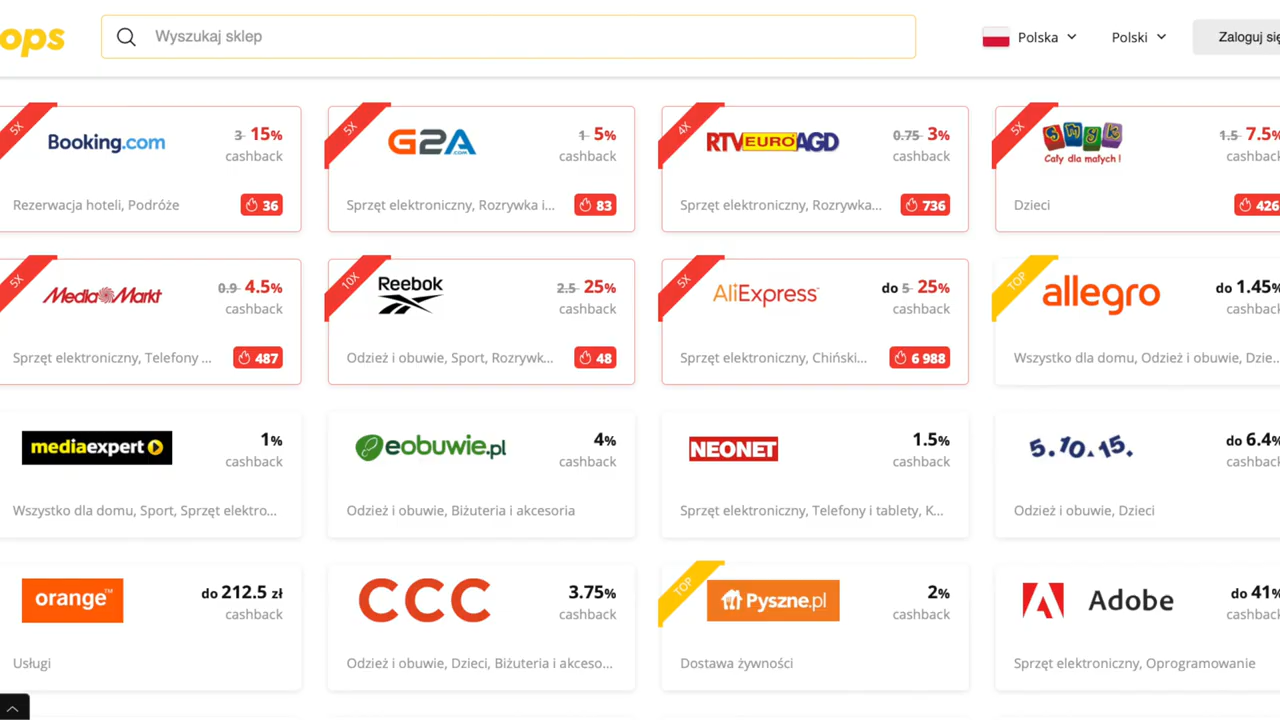 ops
Wyszukaj sklep
Polska
Polski
Zaloguj się
5X
Booking.com
3 15%
cashback
Rezerwacja hoteli, Podróże
36
5X
G2A.COM
1 5%
cashback
Sprzęt elektroniczny, Rozrywka i...
83
4X
RTV EURO AGD
0.75 3%
cashback
Sprzęt elektroniczny, Rozrywka...
736
5X
smyk
Cały dla małych !
1.5 7.5%
cashback
Dzieci
426
5X
Media Markt
0.9 4.5%
cashback
Sprzęt elektroniczny, Telefony ...
487
10X
Reebok
2.5 25%
cashback
Odzież i obuwie, Sport, Rozrywk...
48
5X
AliExpress
do 5 25%
cashback
Sprzęt elektroniczny, Chiński...
6 988
TOP
allegro
do 1.45%
cashback
Wszystko dla domu, Odzież i obuwie, Dzie...
mediaexpert
1%
cashback
Wszystko dla domu, Sport, Sprzęt elektro...
eobuwie.pl
4%
cashback
Odzież i obuwie, Biżuteria i akcesoria
NEONET
1.5%
cashback
Sprzęt elektroniczny, Telefony i tablety, K...
5.10.15.
do 6.4%
cashback
Odzież i obuwie, Dzieci
orange™
do 212.5 zł
cashback
Usługi
CCC
3.75%
cashback
Odzież i obuwie, Dzieci, Biżuteria i akceso...
TOP
Pyszne.pl
2%
cashback
Dostawa żywności
Adobe
do 41%
cashback
Sprzęt elektroniczny, Oprogramowanie